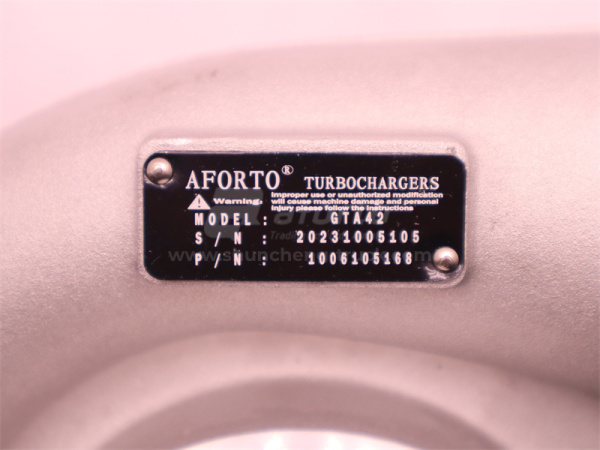 AFORTO® TURBOCHARGERS
Warning. Improper use or unauthorized modification
will cause machine damage and personal
injury please follow the instructions
MODEL: GTA42
S/N: 20231005105
P/N: 1006105168